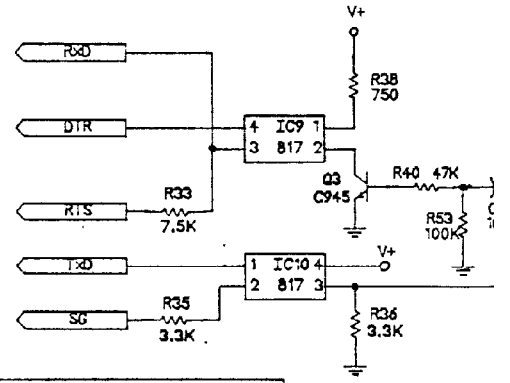 V+
RXD
R38
750
DTR
4 IC9 1
3 817 2
R40 47K
Q3
C945
R33
RTS
7.5K
R53
100K
V+
TXD
1 IC10 4
2 817 3
R35
SG
3.3K
R36
3.3K